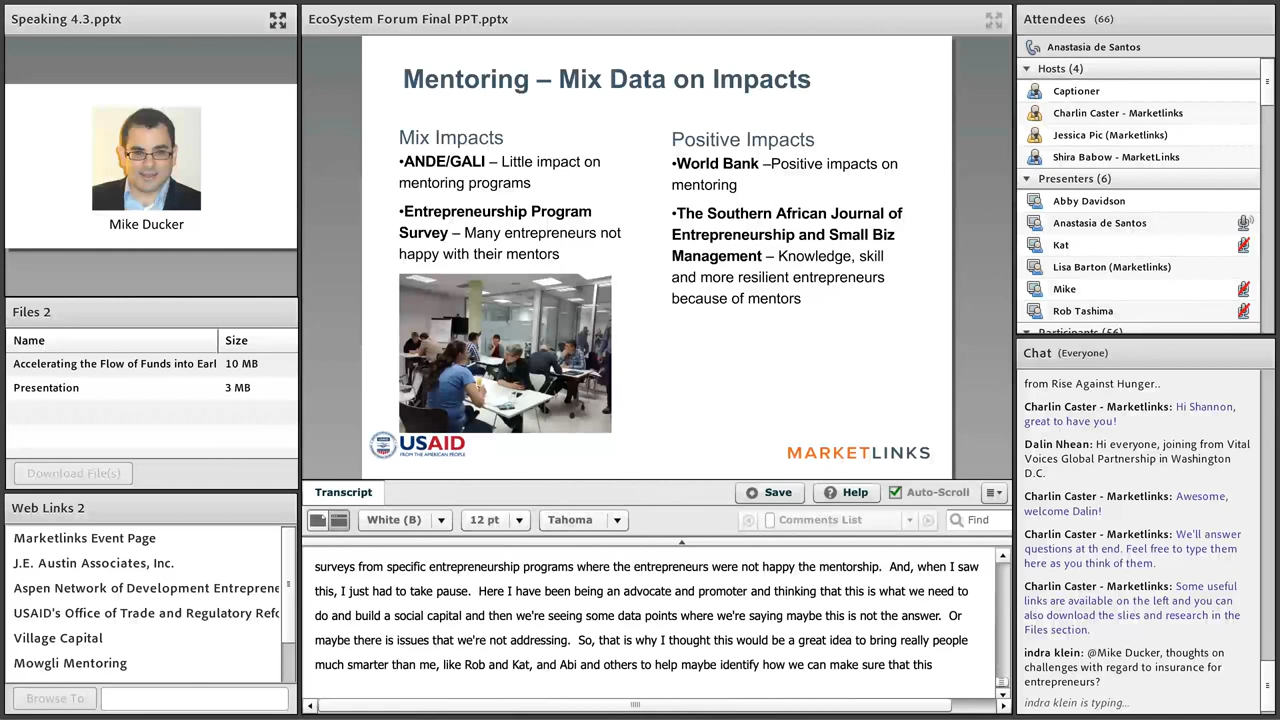 Speaking 4.3.pptx
Mike Ducker
Files 2
Name Size
Accelerating the Flow of Funds into Earl 10 MB
Presentation 3 MB
Download File(s)
Web Links 2
Marketlinks Event Page
J.E. Austin Associates, Inc.
Aspen Network of Development Entreprene
USAID's Office of Trade and Regulatory Refo
Village Capital
Mowgli Mentoring
Browse To
EcoSystem Forum Final PPT.pptx
Mentoring – Mix Data on Impacts
Mix Impacts
•ANDE/GALI – Little impact on
mentoring programs
•Entrepreneurship Program
Survey – Many entrepreneurs not
happy with their mentors
Positive Impacts
•World Bank –Positive impacts on
mentoring
•The Southern African Journal of
Entrepreneurship and Small Biz
Management – Knowledge, skill
and more resilient entrepreneurs
because of mentors
USAID
FROM THE AMERICAN PEOPLE
MARKETLINKS
Transcript Save Help Auto-Scroll
White (B) 12 pt Tahoma Comments List Find
surveys from specific entrepreneurship programs where the entrepreneurs were not happy the mentorship. And, when I saw
this, I just had to take pause. Here I have been being an advocate and promoter and thinking that this is what we need to
do and build a social capital and then we're seeing some data points where we're saying maybe this is not the answer. Or
maybe there is issues that we're not addressing. So, that is why I thought this would be a great idea to bring really people
much smarter than me, like Rob and Kat, and Abi and others to help maybe identify how we can make sure that this
Attendees (66)
Anastasia de Santos
Hosts (4)
Captioner
Charlin Caster - Marketlinks
Jessica Pic (Marketlinks)
Shira Babow - MarketLinks
Presenters (6)
Abby Davidson
Anastasia de Santos
Kat
Lisa Barton (Marketlinks)
Mike
Rob Tashima
Participants (56)
Chat (Everyone)
from Rise Against Hunger..
Charlin Caster - Marketlinks: Hi Shannon,
great to have you!
Dalin Nhean: Hi everyone, joining from Vital
Voices Global Partnership in Washington
D.C.
Charlin Caster - Marketlinks: Awesome,
welcome Dalin!
Charlin Caster - Marketlinks: We'll answer
questions at th end. Feel free to type them
here as you think of them.
Charlin Caster - Marketlinks: Some useful
links are available on the left and you can
also download the slies and research in the
Files section.
indra klein: @Mike Ducker, thoughts on
challenges with regard to insurance for
entrepreneurs?
indra klein is typing...